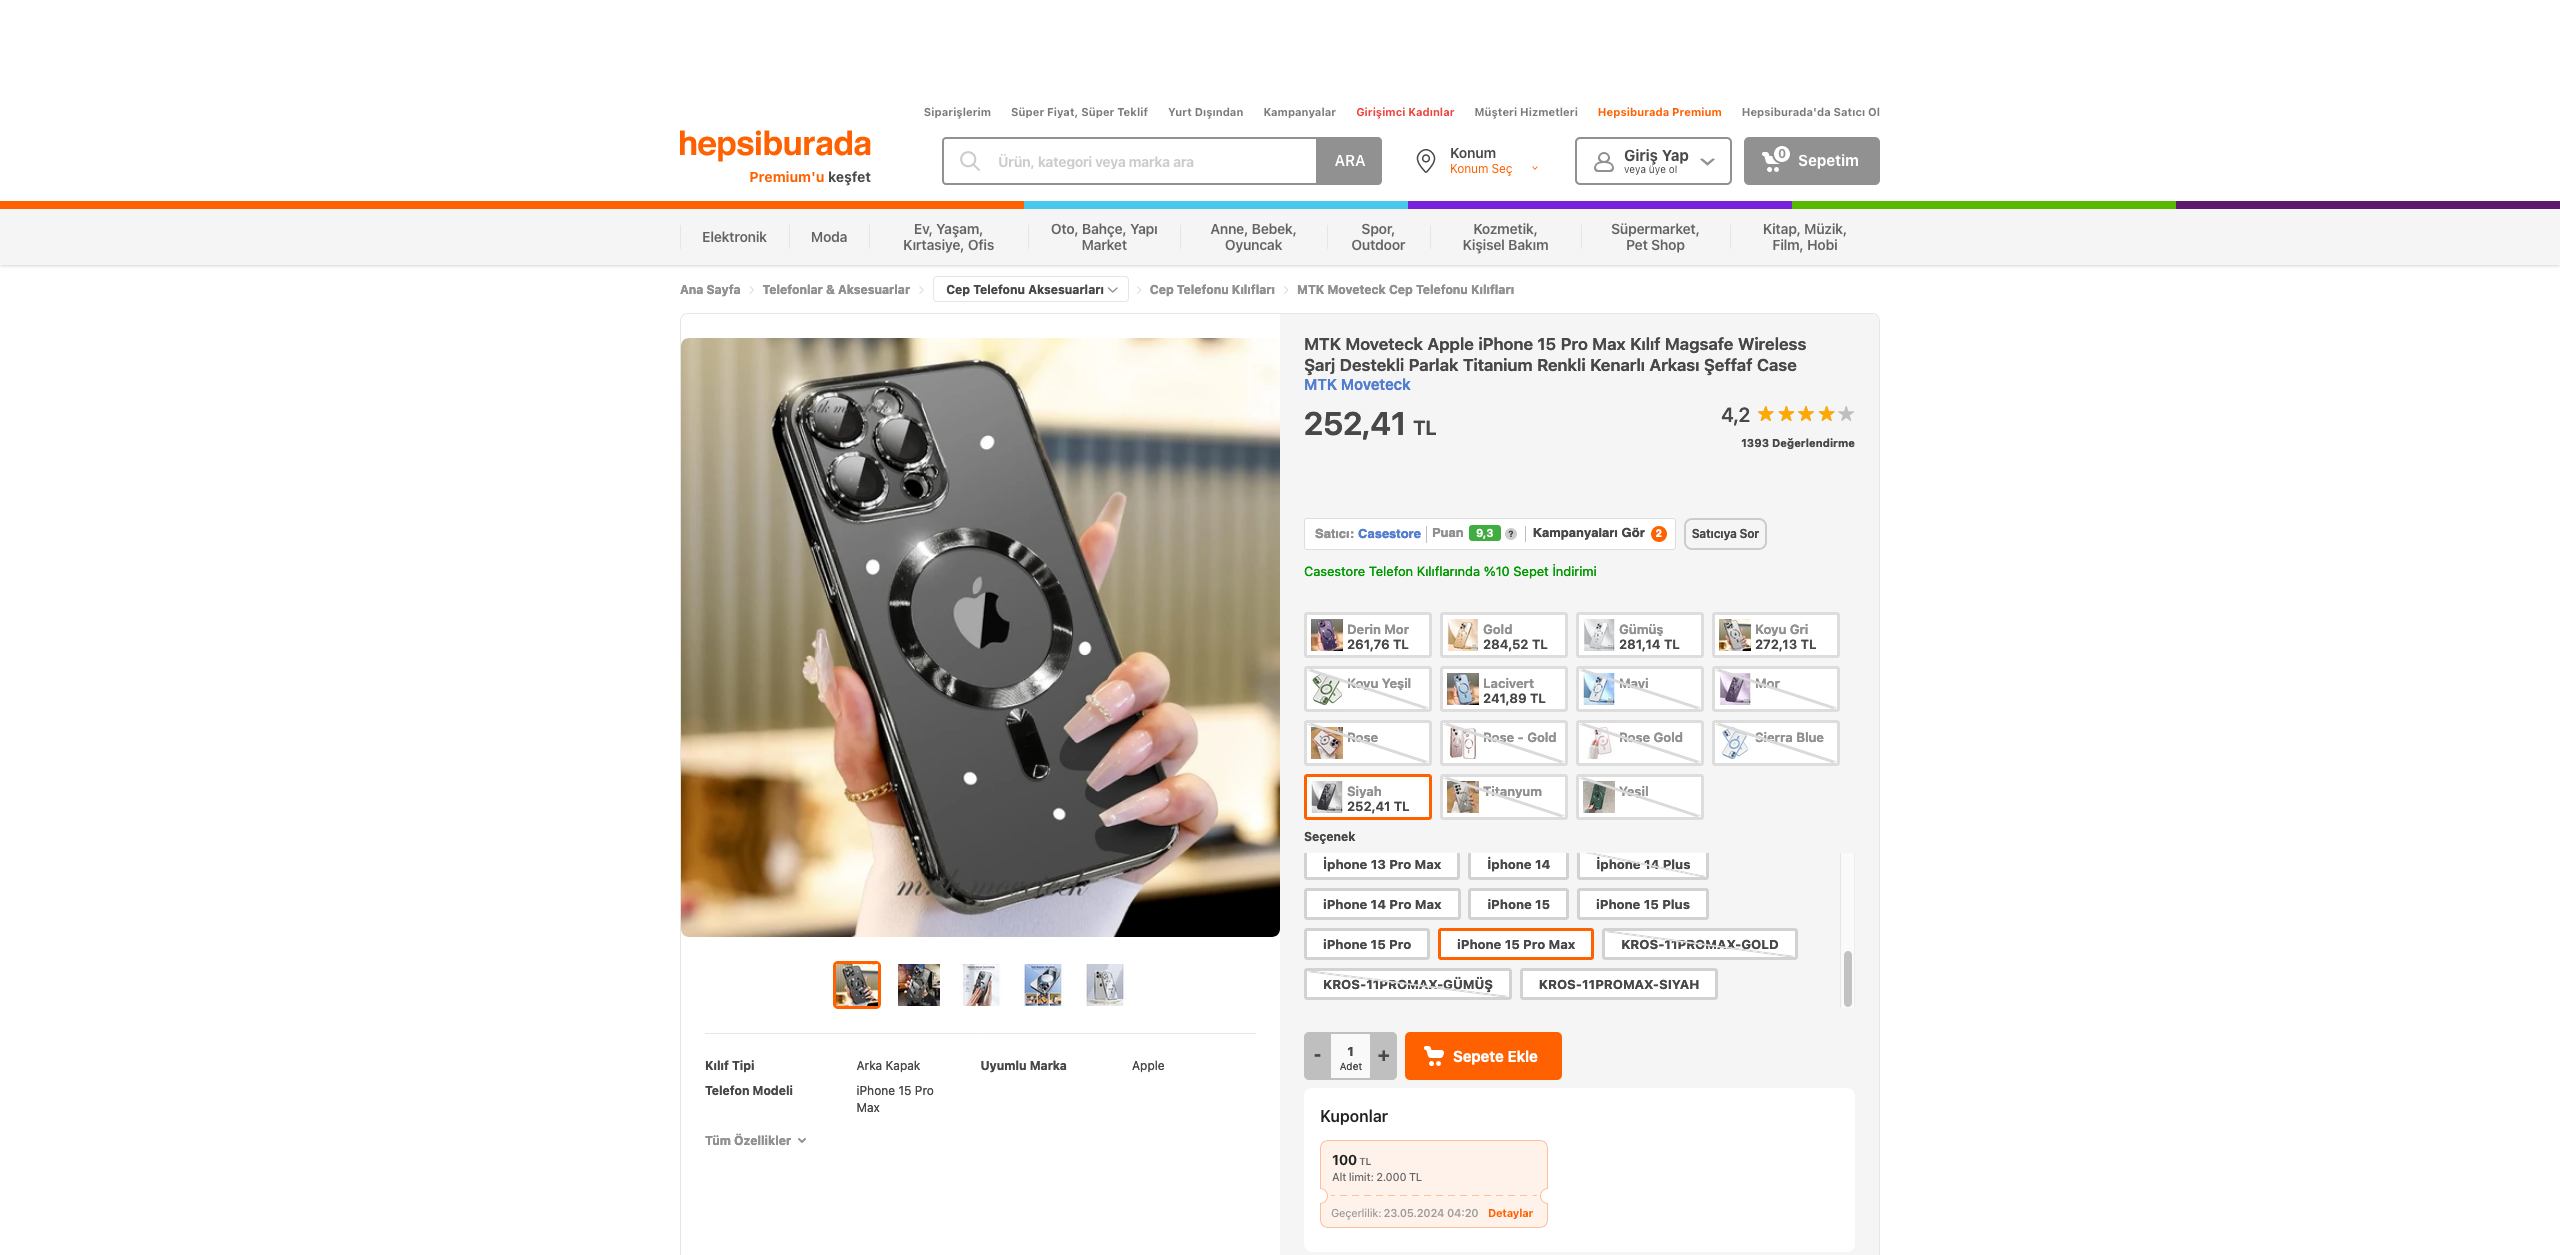 Siparişlerim
Süper Fiyat, Süper Teklif
Yurt Dışından
Kampanyalar
Girişimci Kadınlar
Müşteri Hizmetleri
Hepsiburada Premium
Hepsiburada'da Satıcı Ol
hepsiburada
Premium'u keşfet
Ürün, kategori veya marka ara
ARA
Konum
Konum Seç
Giriş Yap
veya üye ol
0
Sepetim
Elektronik
Moda
Ev, Yaşam,
Kırtasiye, Ofis
Oto, Bahçe, Yapı
Market
Anne, Bebek,
Oyuncak
Spor,
Outdoor
Kozmetik,
Kişisel Bakım
Süpermarket,
Pet Shop
Kitap, Müzik,
Film, Hobi
Ana Sayfa
Telefonlar & Aksesuarlar
Cep Telefonu Aksesuarları
Cep Telefonu Kılıfları
MTK Moveteck Cep Telefonu Kılıfları
MTK Moveteck Apple iPhone 15 Pro Max Kılıf Magsafe Wireless
Şarj Destekli Parlak Titanium Renkli Kenarlı Arkası Şeffaf Case
MTK Moveteck
252,41 TL
4,2
1393 Değerlendirme
Satıcı: Casestore
Puan 9,3 ?
Kampanyaları Gör 2
Satıcıya Sor
Casestore Telefon Kılıflarında %10 Sepet İndirimi
Derin Mor
261,76 TL
Gold
284,52 TL
Gümüş
281,14 TL
Koyu Gri
272,13 TL
Koyu Yeşil
Lacivert
241,89 TL
Mavi
Mor
Rose
Rose - Gold
Rose Gold
Sierra Blue
Siyah
252,41 TL
Titanyum
Yeşil
Seçenek
İphone 13 Pro Max
İphone 14
İphone 14 Plus
iPhone 14 Pro Max
iPhone 15
iPhone 15 Plus
iPhone 15 Pro
iPhone 15 Pro Max
KROS-11PROMAX-GOLD
KROS-11PROMAX-GÜMÜŞ
KROS-11PROMAX-SIYAH
-
1
Adet
+
Sepete Ekle
Kuponlar
100 TL
Alt limit: 2.000 TL
Geçerlilik: 23.05.2024 04:20
Detaylar
Kılıf Tipi
Arka Kapak
Uyumlu Marka
Apple
Telefon Modeli
iPhone 15 Pro
Max
Tüm Özellikler